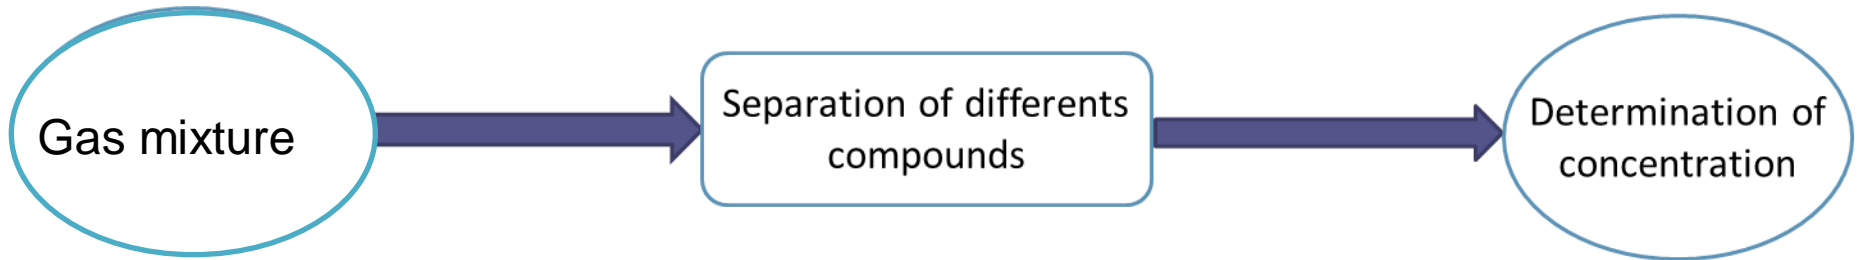 Gas mixture
Separation of differents
compounds
Determination of
concentration